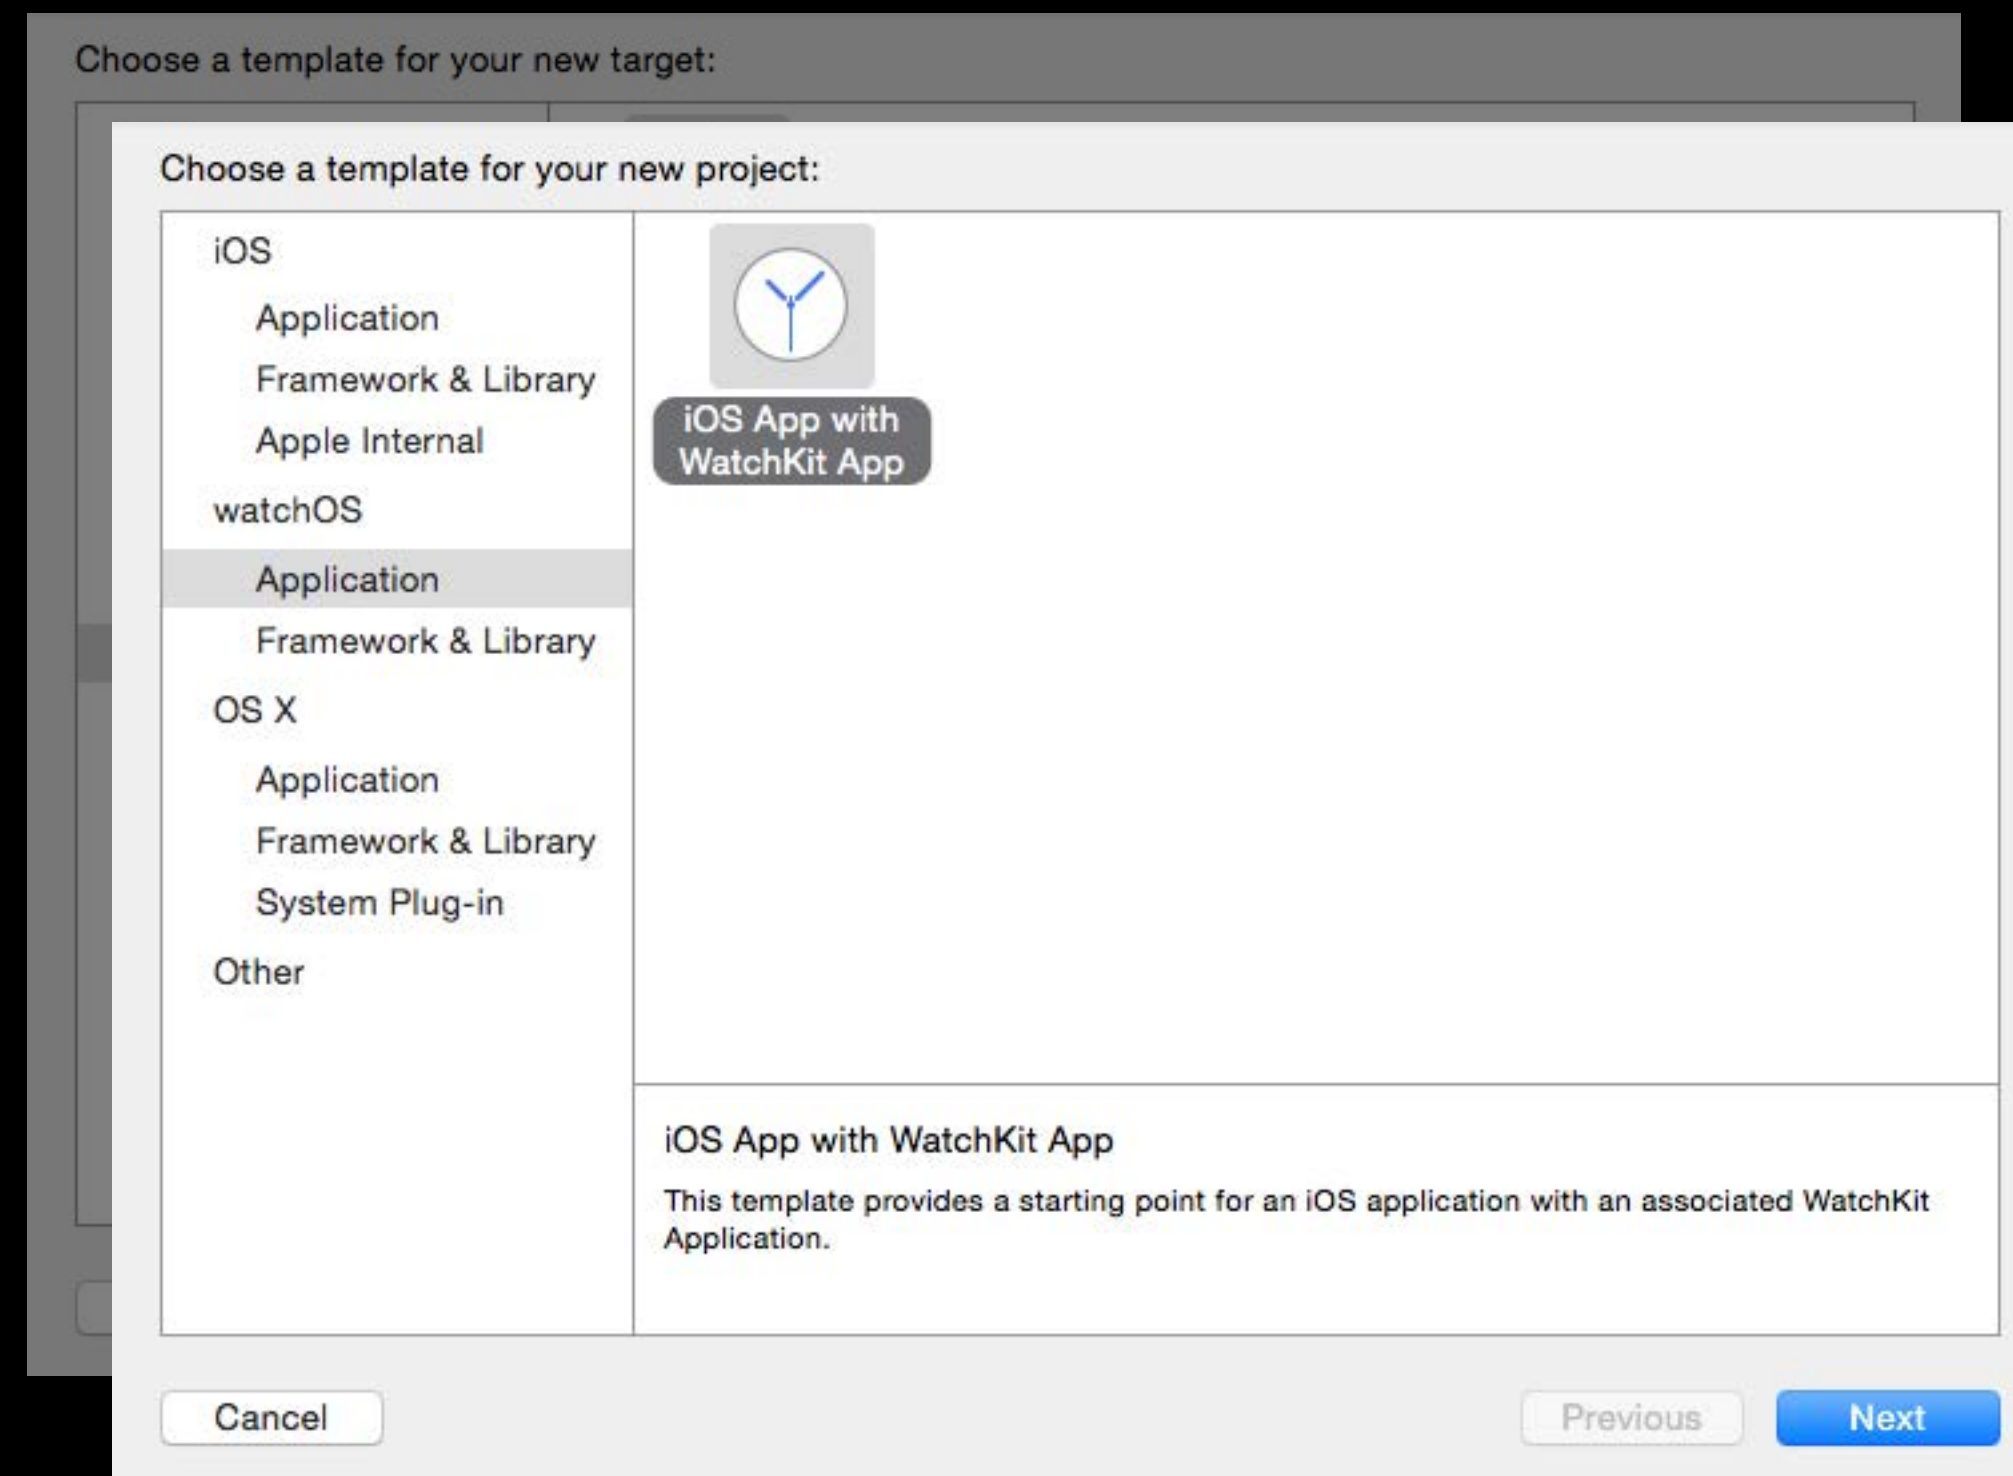 Choose a template for your new target:
Choose a template for your new project:
iOS
Application
Framework & Library
Apple Internal
watchOS
Application
Framework & Library
OS X
Application
Framework & Library
System Plug-in
Other
iOS App with
WatchKit App
iOS App with WatchKit App
This template provides a starting point for an iOS application with an associated WatchKit
Application.
Cancel
Previous
Next